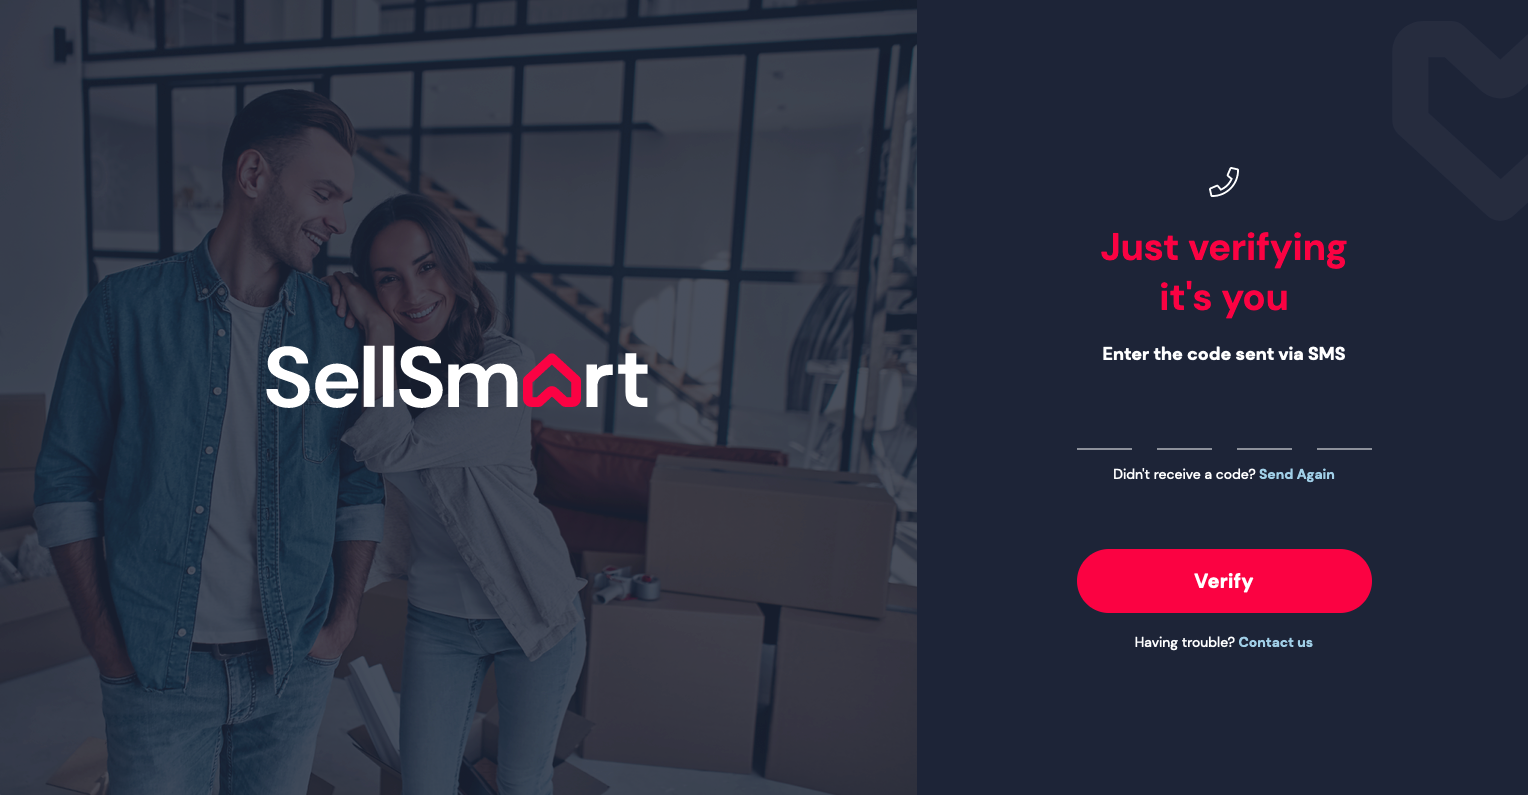 SellSmart
Just verifying
it's you
Enter the code sent via SMS
Didn't receive a code? Send Again
Verify
Having trouble? Contact us